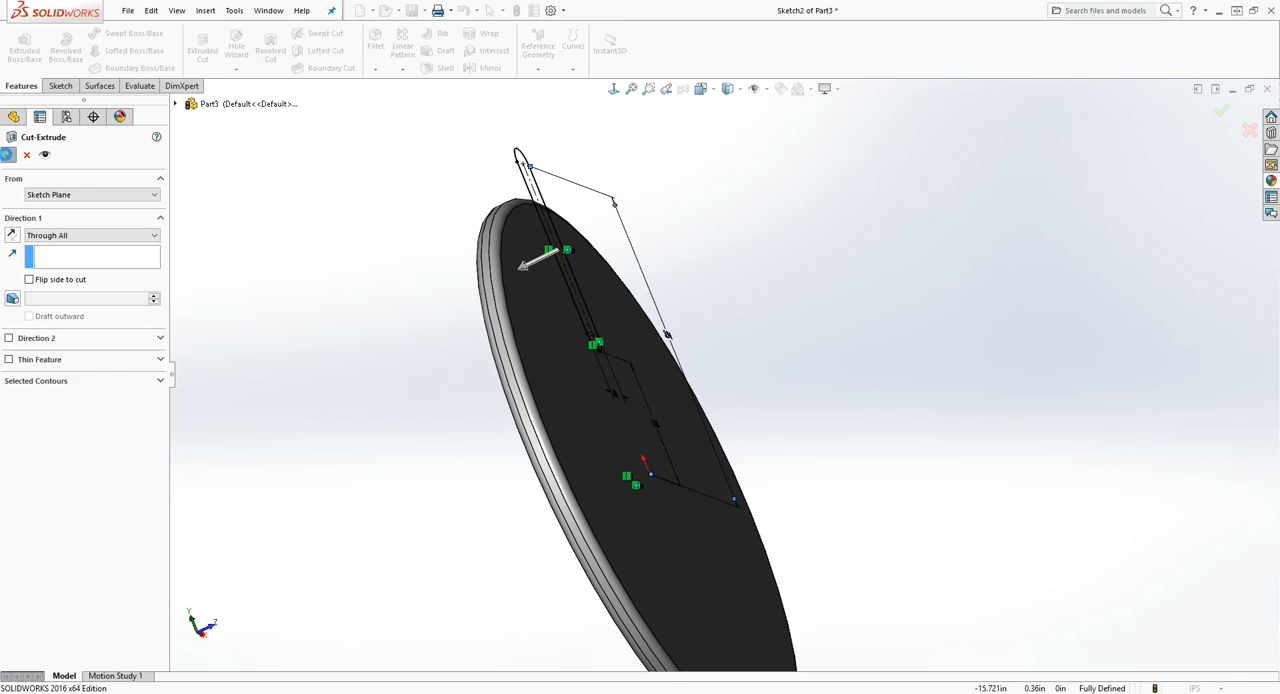 SOLIDWORKS File Edit View Insert Tools Window Help Sketch2 of Part3 * Search files and models
Extruded Boss/Base Revolved Boss/Base Swept Boss/Base Lofted Boss/Base Boundary Boss/Base Extruded Cut Hole Wizard Revolved Cut Swept Cut Lofted Cut Boundary Cut Fillet Linear Pattern Rib Draft Shell Wrap Intersect Mirror Reference Geometry Curves Instant3D
Features Sketch Surfaces Evaluate DimXpert
Part3 (Default<<Default>...
Cut-Extrude
From
Sketch Plane
Direction 1
Through All
Flip side to cut
Draft outward
Direction 2
Thin Feature
Selected Contours
Y
Z
X
Model Motion Study 1
SOLIDWORKS 2016 x64 Edition -15.721in 0.36in 0in Fully Defined IPS